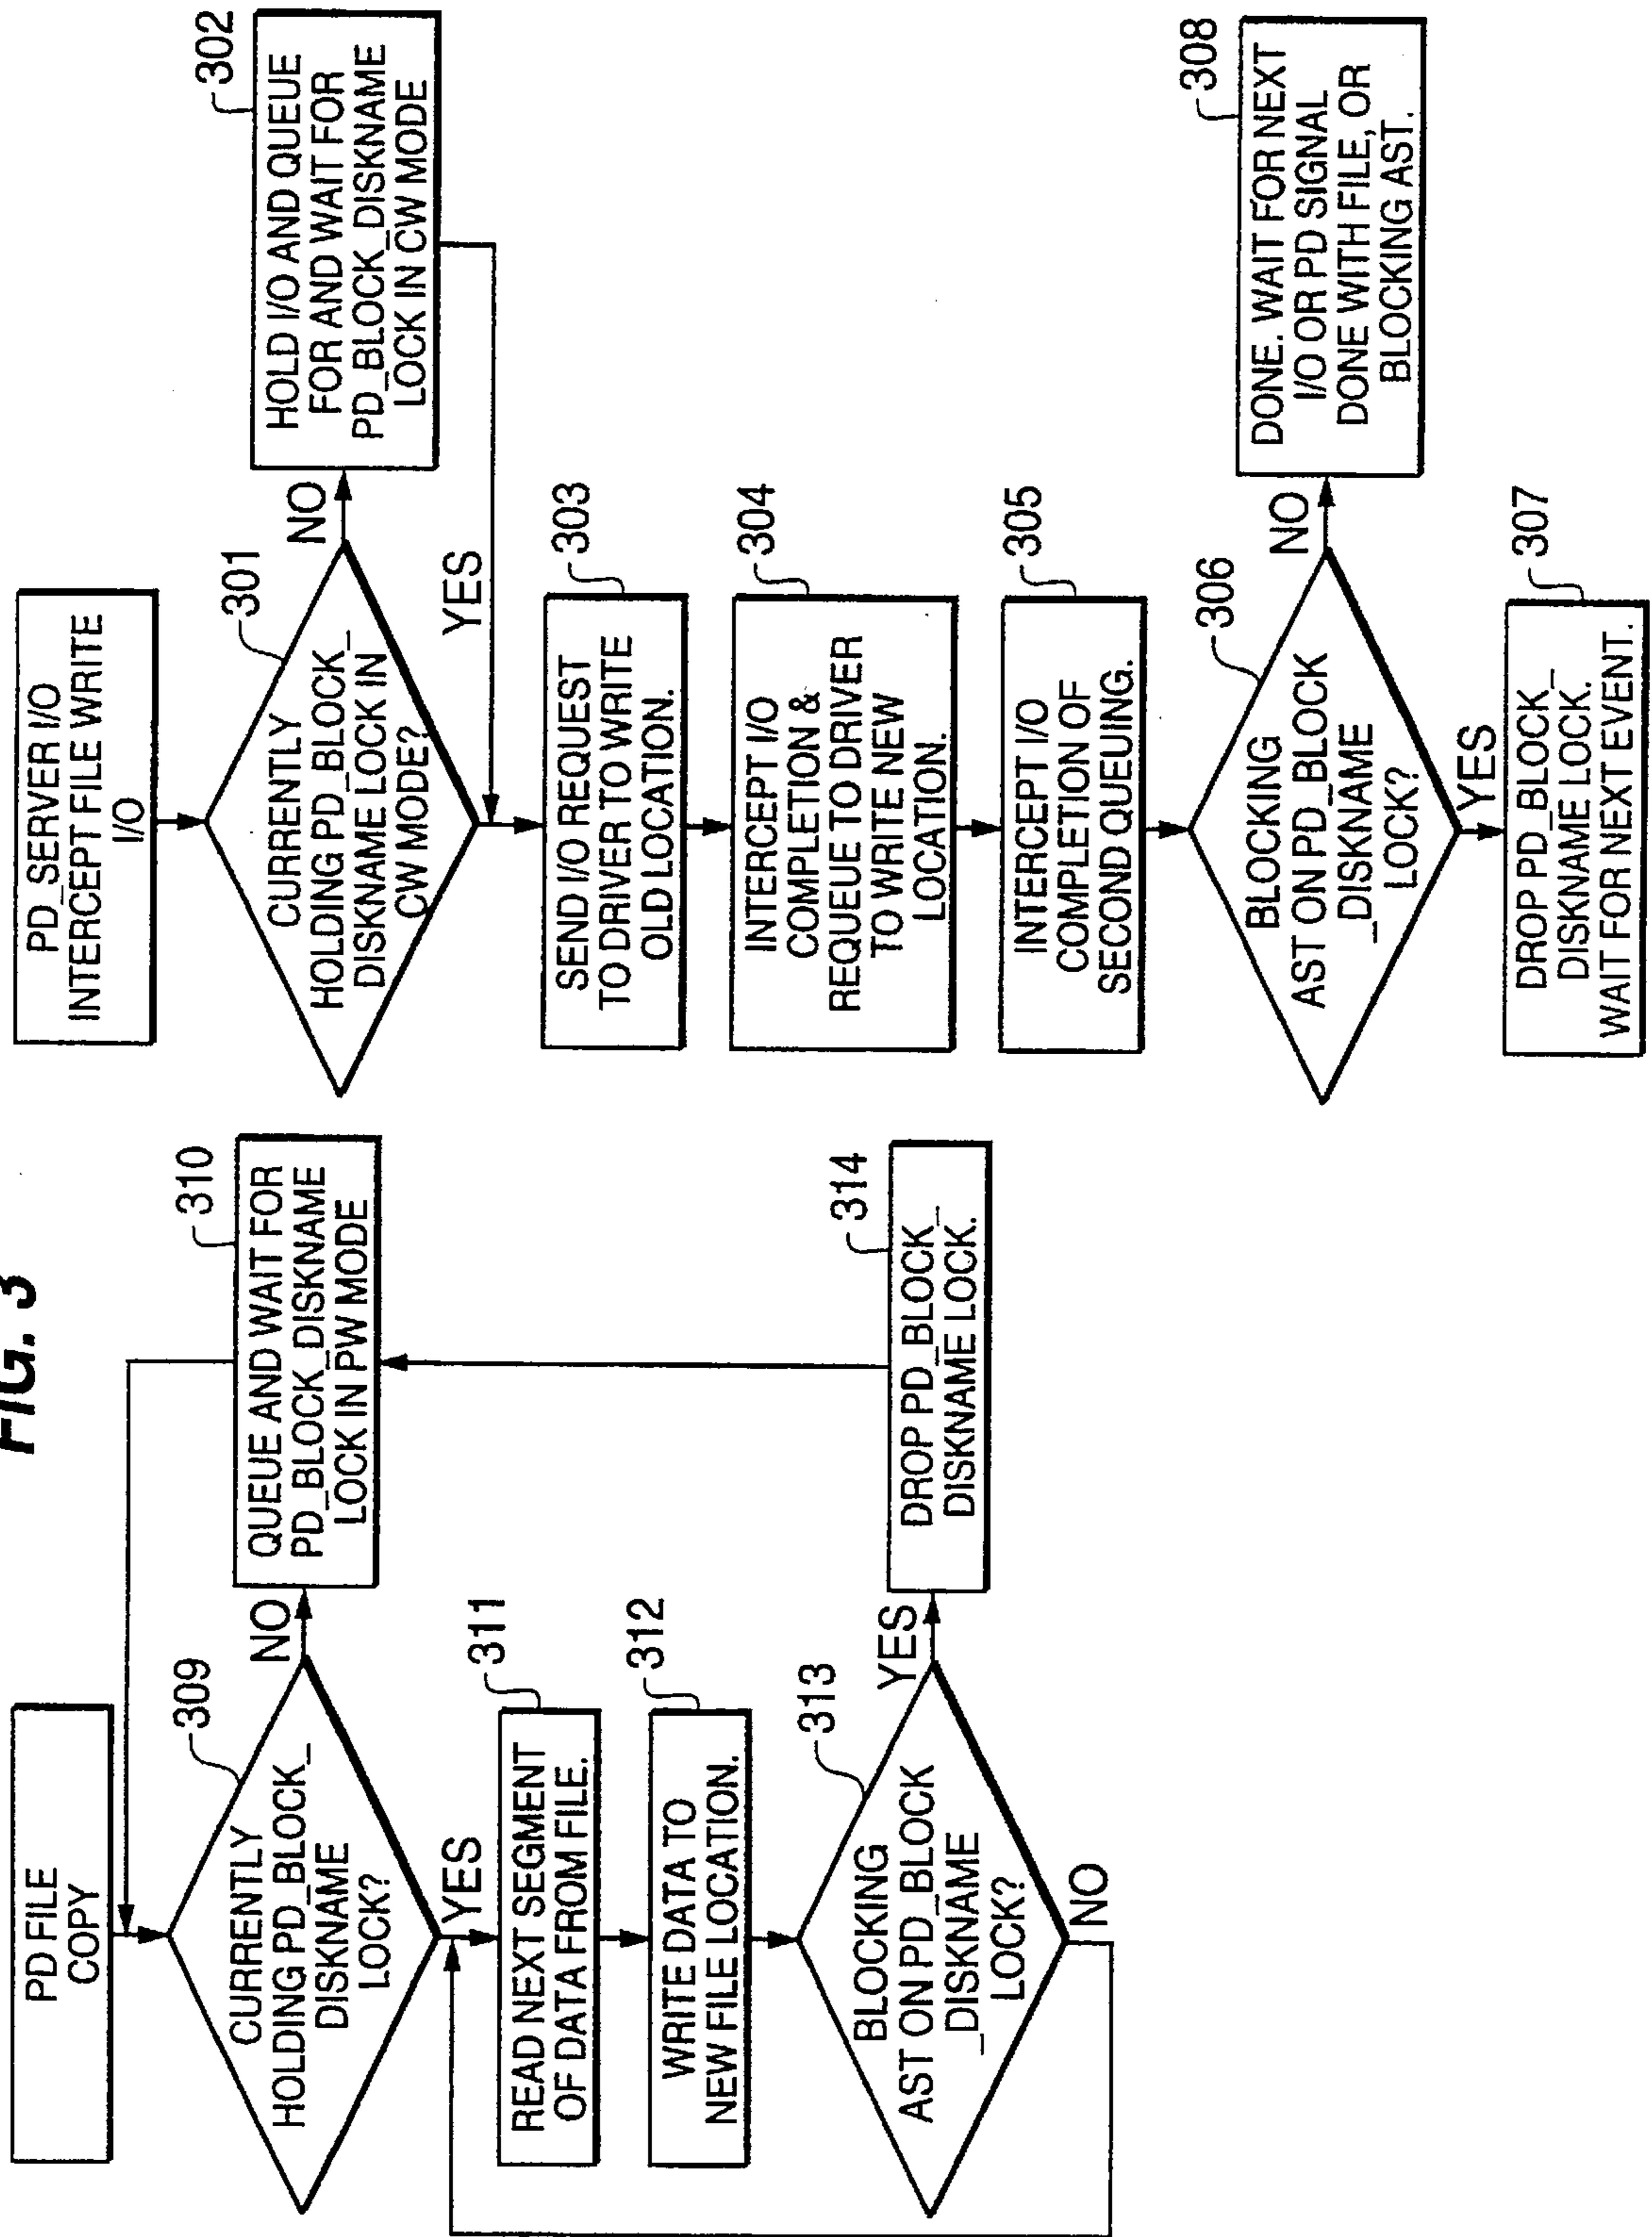 FIG. 3
PD FILE
COPY
309
CURRENTLY
HOLDING PD_BLOCK_
DISKNAME
LOCK?
NO
310
QUEUE AND WAIT FOR
PD_BLOCK_DISKNAME
LOCK IN PW MODE
YES
311
READ NEXT SEGMENT
OF DATA FROM FILE.
312
WRITE DATA TO
NEW FILE LOCATION.
313
BLOCKING
AST ON PD_BLOCK
_DISKNAME
LOCK?
YES
314
DROP PD_BLOCK_
DISKNAME LOCK.
NO
PD_SERVER I/O
INTERCEPT FILE WRITE
I/O
301
CURRENTLY
HOLDING PD_BLOCK_
DISKNAME LOCK IN
CW MODE?
NO
302
HOLD I/O AND QUEUE
FOR AND WAIT FOR
PD_BLOCK_DISKNAME
LOCK IN CW MODE
YES
303
SEND I/O REQUEST
TO DRIVER TO WRITE
OLD LOCATION.
304
INTERCEPT I/O
COMPLETION &
REQUEUE TO DRIVER
TO WRITE NEW
LOCATION.
305
INTERCEPT I/O
COMPLETION OF
SECOND QUEUING.
306
BLOCKING
AST ON PD_BLOCK
_DISKNAME
LOCK?
NO
308
DONE. WAIT FOR NEXT
I/O OR PD SIGNAL
DONE WITH FILE, OR
BLOCKING AST.
YES
307
DROP PD_BLOCK_
DISKNAME LOCK.
WAIT FOR NEXT EVENT.